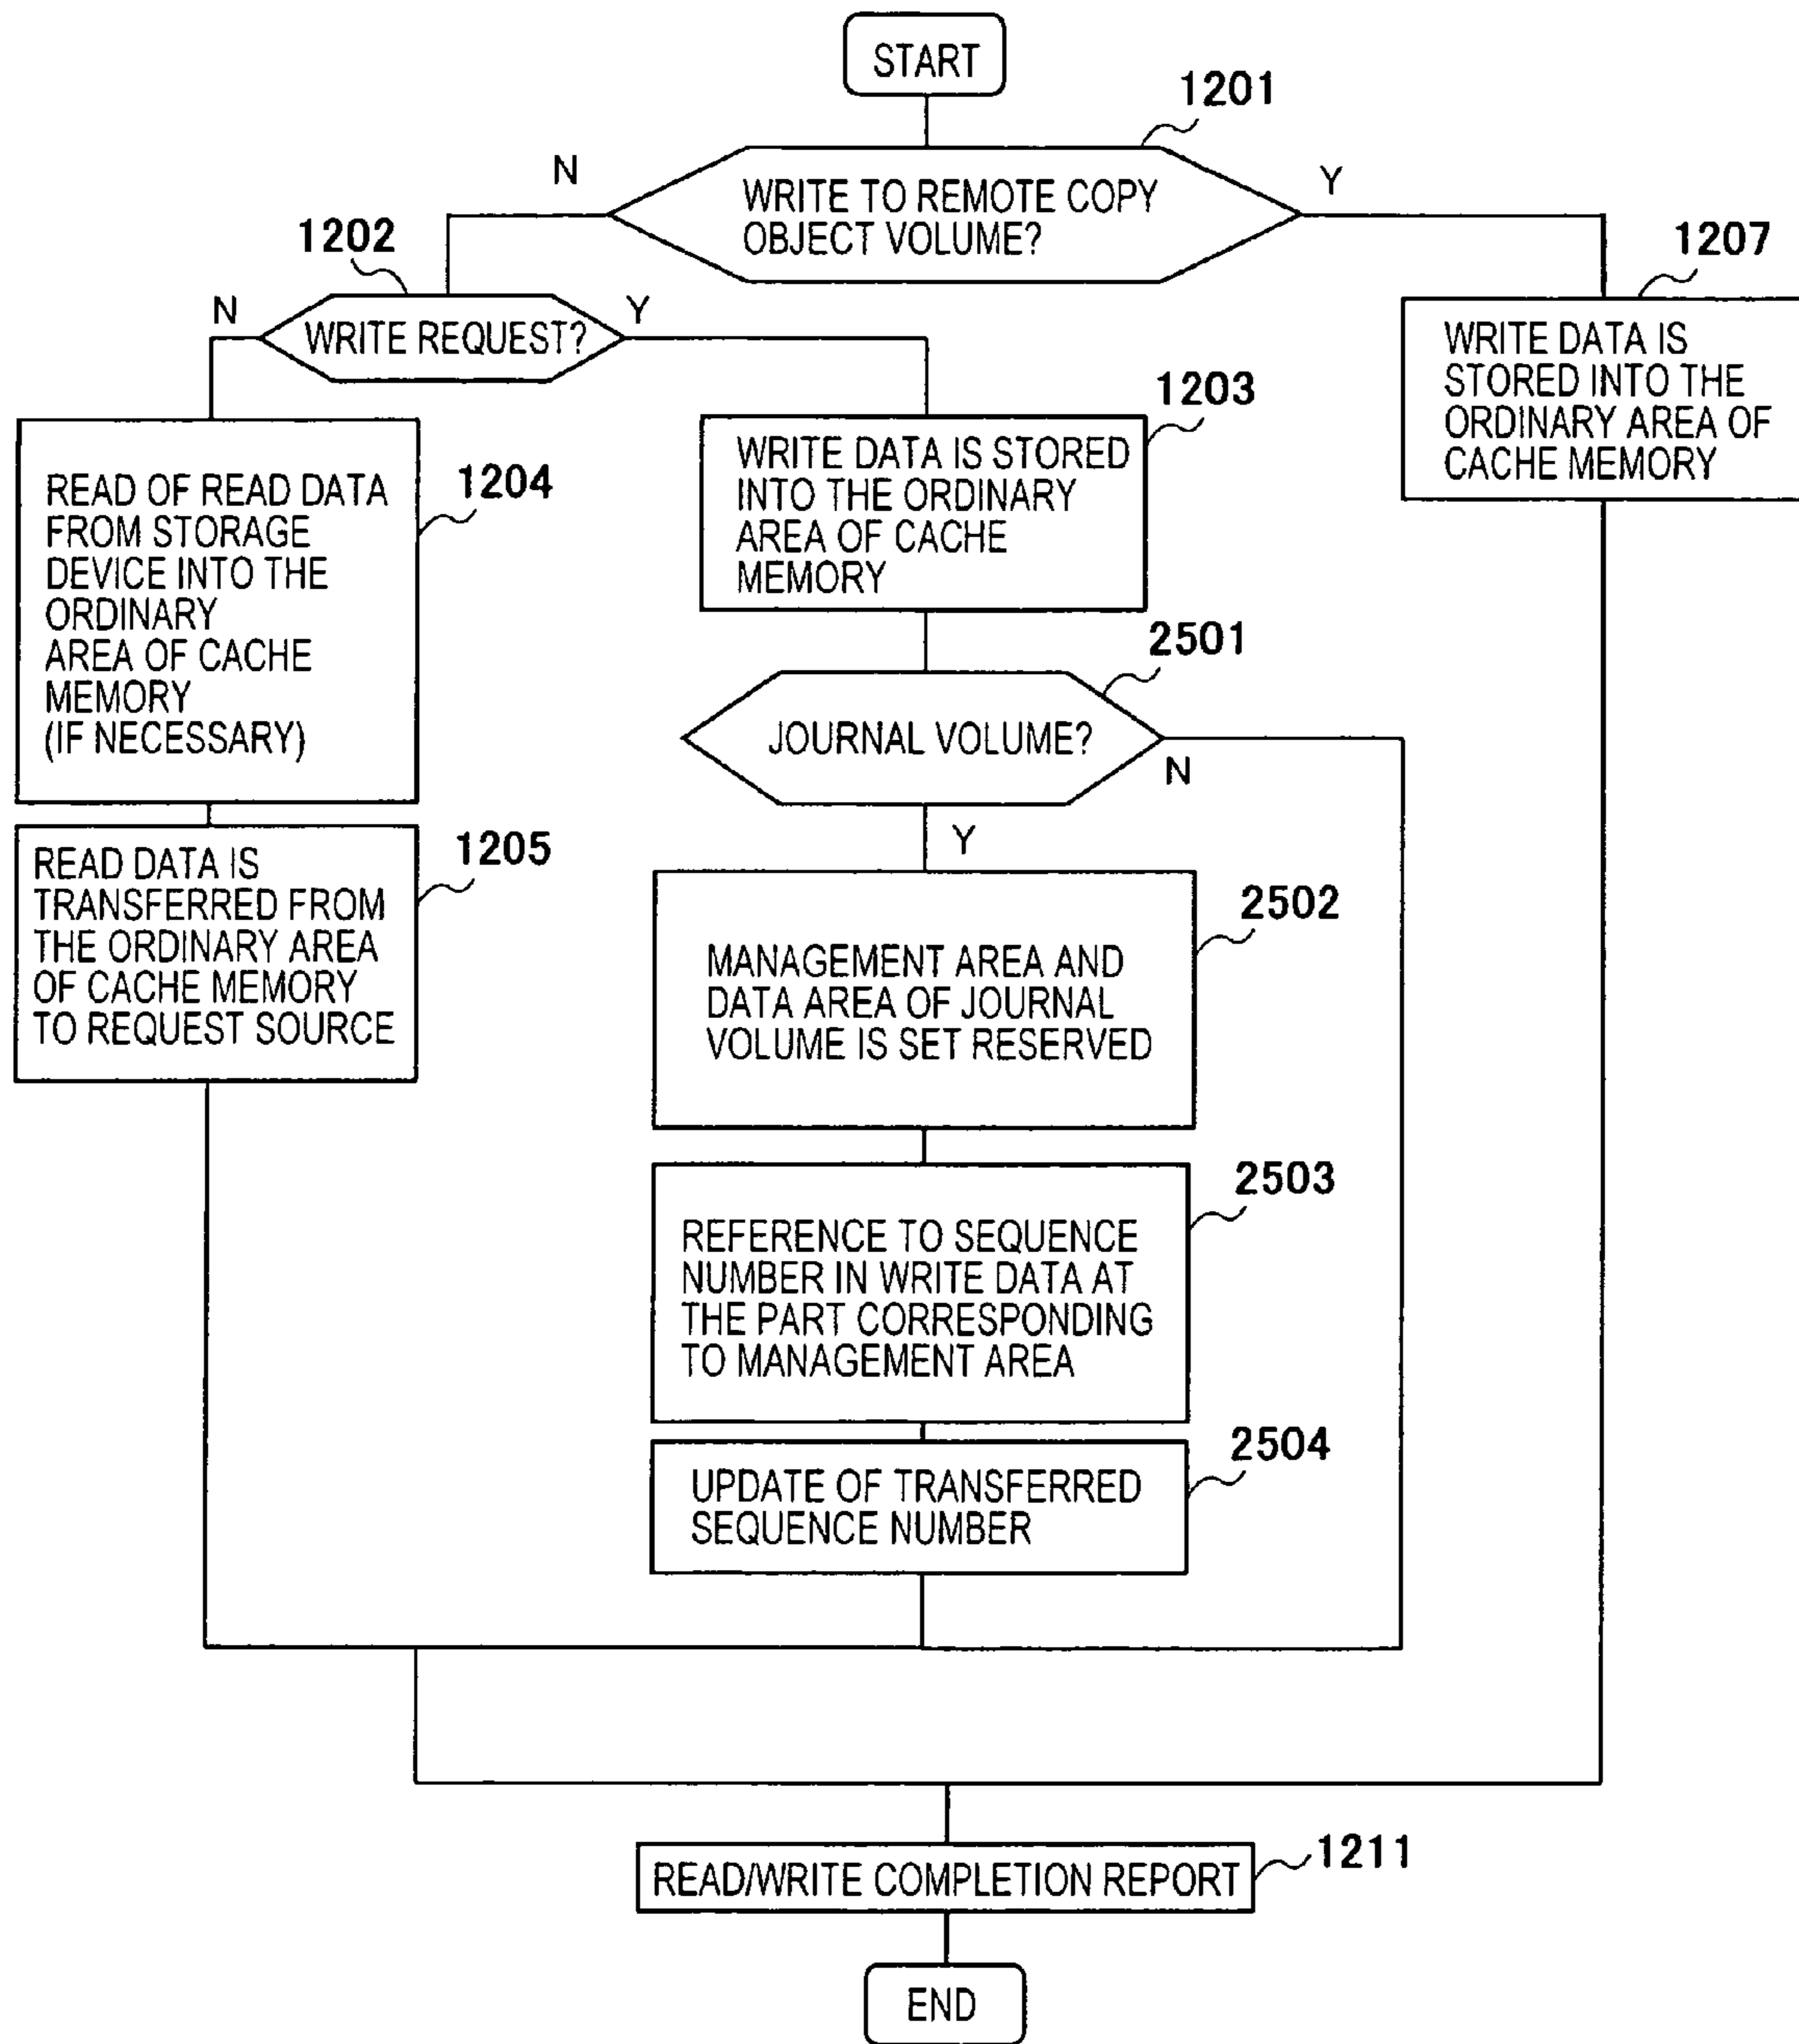 START
1201
N
WRITE TO REMOTE COPY
OBJECT VOLUME?
Y
1202
N
WRITE REQUEST?
Y
1207
WRITE DATA IS
STORED INTO THE
ORDINARY AREA OF
CACHE MEMORY
1203
WRITE DATA IS STORED
INTO THE ORDINARY
AREA OF CACHE
MEMORY
1204
READ OF READ DATA
FROM STORAGE
DEVICE INTO THE
ORDINARY
AREA OF CACHE
MEMORY
(IF NECESSARY)
2501
JOURNAL VOLUME?
N
Y
1205
READ DATA IS
TRANSFERRED FROM
THE ORDINARY AREA
OF CACHE MEMORY
TO REQUEST SOURCE
2502
MANAGEMENT AREA AND
DATA AREA OF JOURNAL
VOLUME IS SET RESERVED
2503
REFERENCE TO SEQUENCE
NUMBER IN WRITE DATA AT
THE PART CORRESPONDING
TO MANAGEMENT AREA
2504
UPDATE OF TRANSFERRED
SEQUENCE NUMBER
READ/WRITE COMPLETION REPORT
1211
END